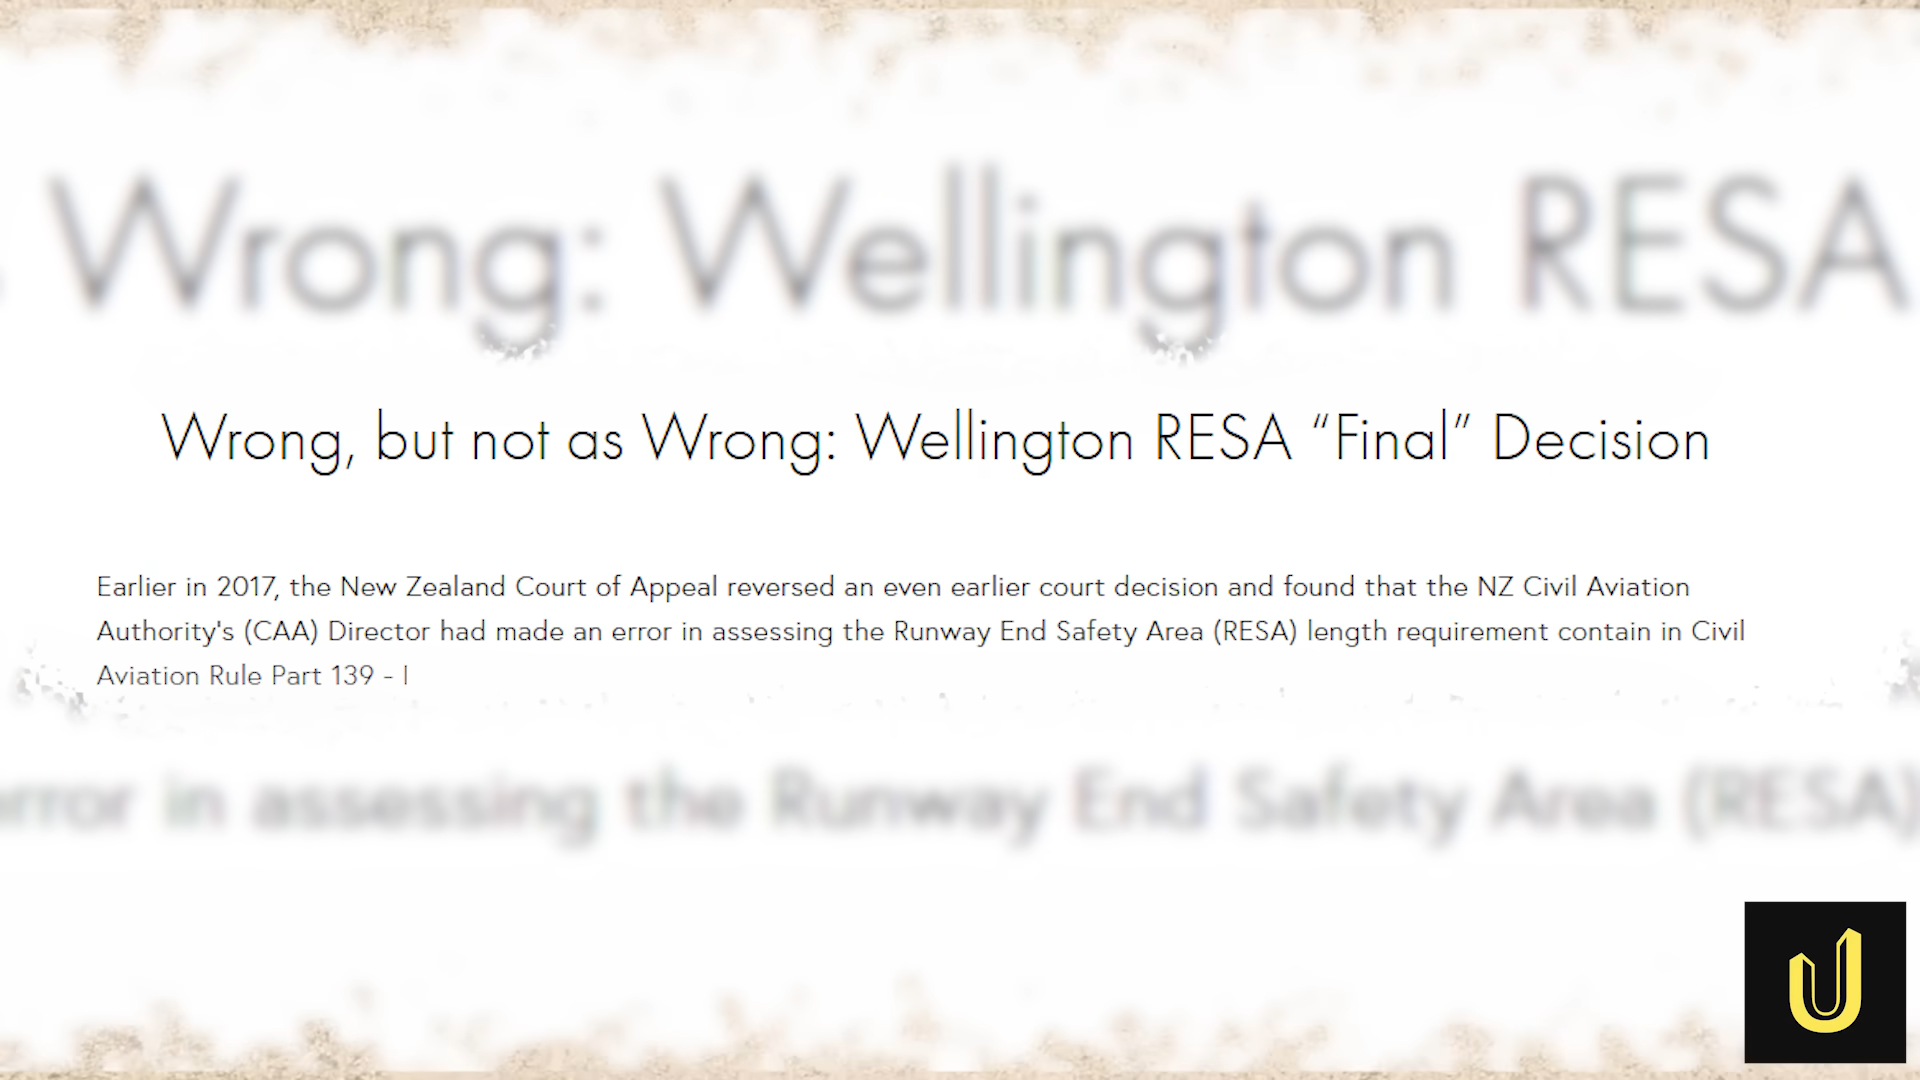 Wrong: Wellington RESA
Wrong, but not as Wrong: Wellington RESA “Final” Decision
Earlier in 2017, the New Zealand Court of Appeal reversed an even earlier court decision and found that the NZ Civil Aviation
Authority's (CAA) Director had made an error in assessing the Runway End Safety Area (RESA) length requirement contain in Civil
Aviation Rule Part 139 - I
error in assessing the Runway End Safety Area (RESA)
U